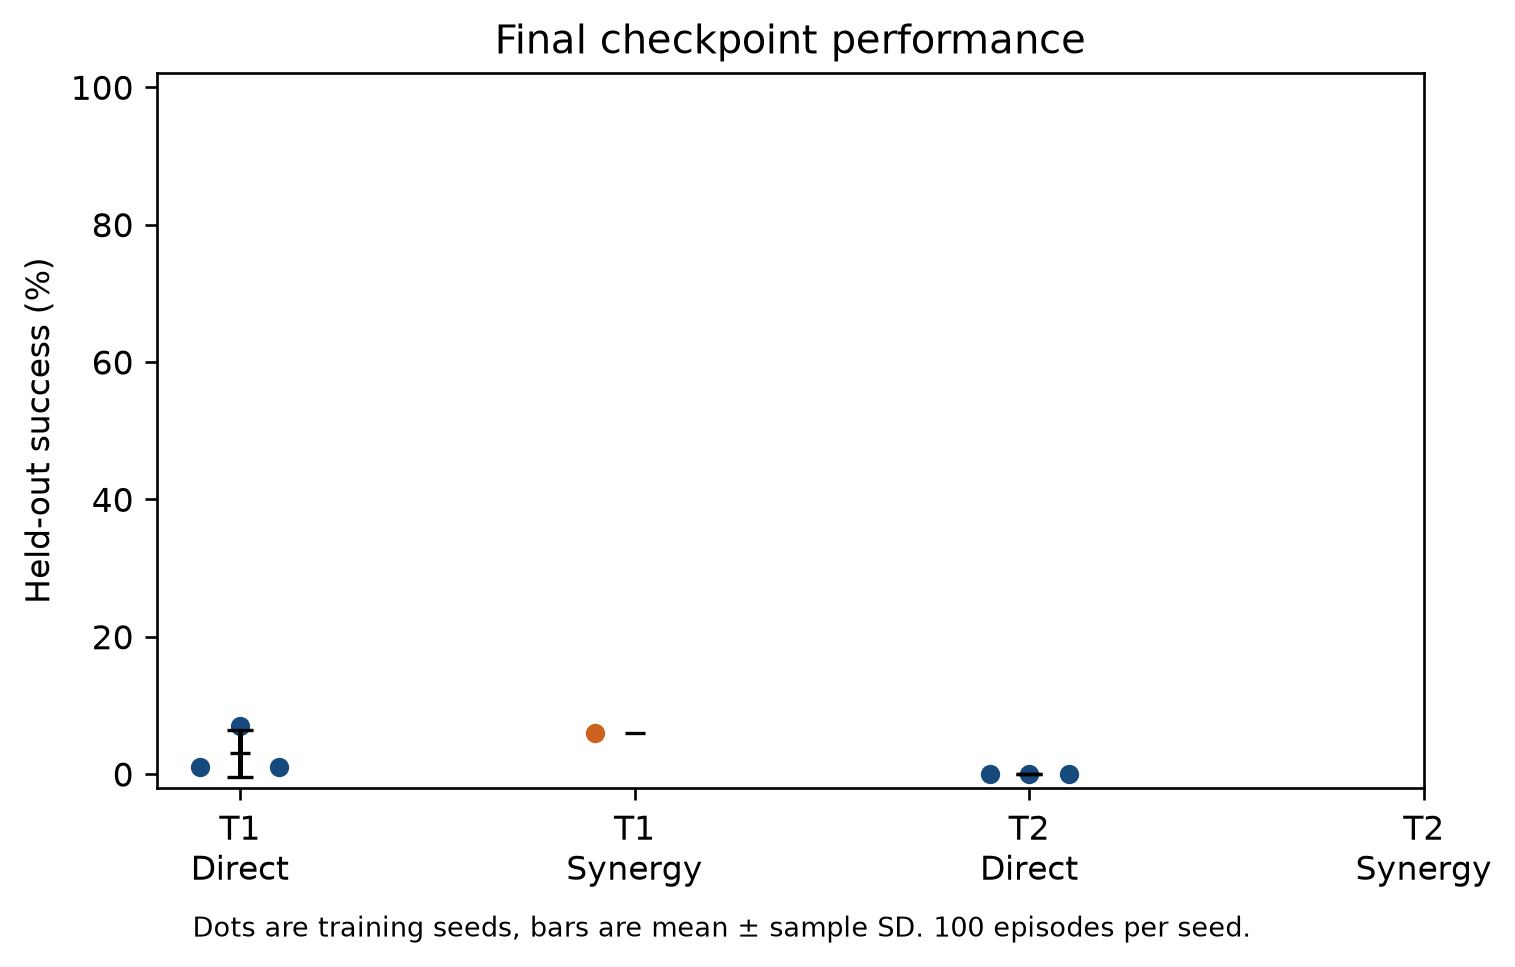 Final checkpoint performance
Held-out success (%)
100
80
60
40
20
0
T1
Direct
T1
Synergy
T2
Direct
T2
Synergy
Dots are training seeds, bars are mean ± sample SD. 100 episodes per seed.